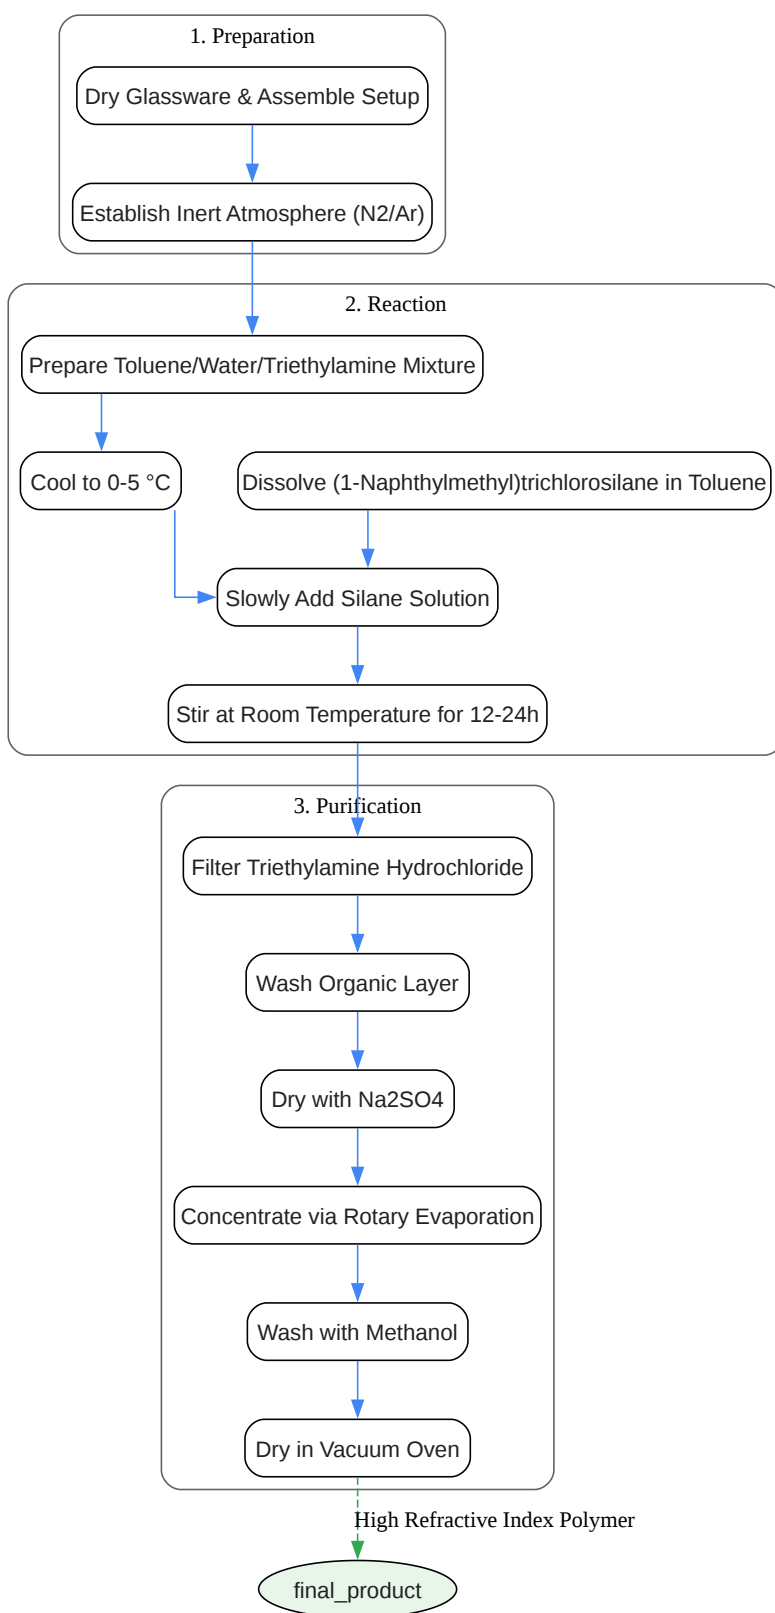 1. Preparation
Dry Glassware & Assemble Setup
Establish Inert Atmosphere (N2/Ar)
2. Reaction
Prepare Toluene/Water/Triethylamine Mixture
Cool to 0-5 °C
Dissolve (1-Naphthylmethyl)trichlorosilane in Toluene
Slowly Add Silane Solution
Stir at Room Temperature for 12-24h
3. Purification
Filter Triethylamine Hydrochloride
Wash Organic Layer
Dry with Na2SO4
Concentrate via Rotary Evaporation
Wash with Methanol
Dry in Vacuum Oven
High Refractive Index Polymer
final_product